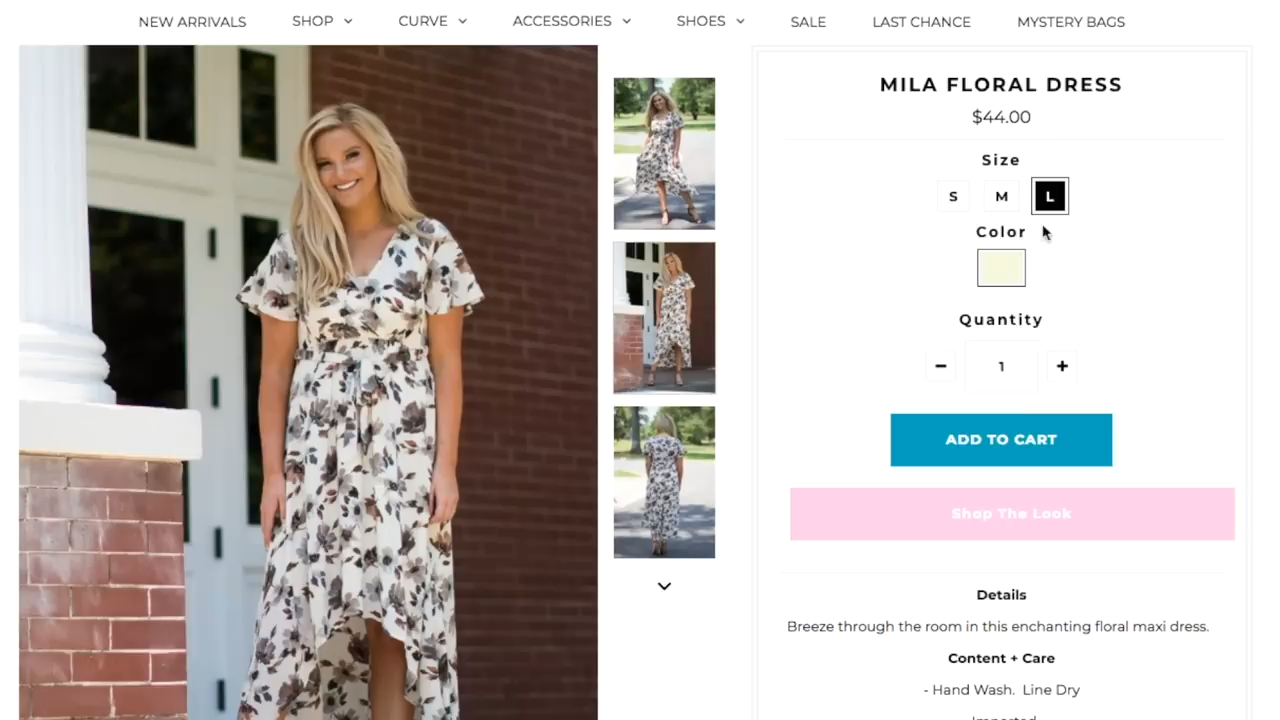 NEW ARRIVALS SHOP CURVE ACCESSORIES SHOES SALE LAST CHANCE MYSTERY BAGS
MILA FLORAL DRESS
$44.00
Size
S M L
Color
Quantity
1
ADD TO CART
Shop The Look
Details
Breeze through the room in this enchanting floral maxi dress.
Content + Care
- Hand Wash. Line Dry